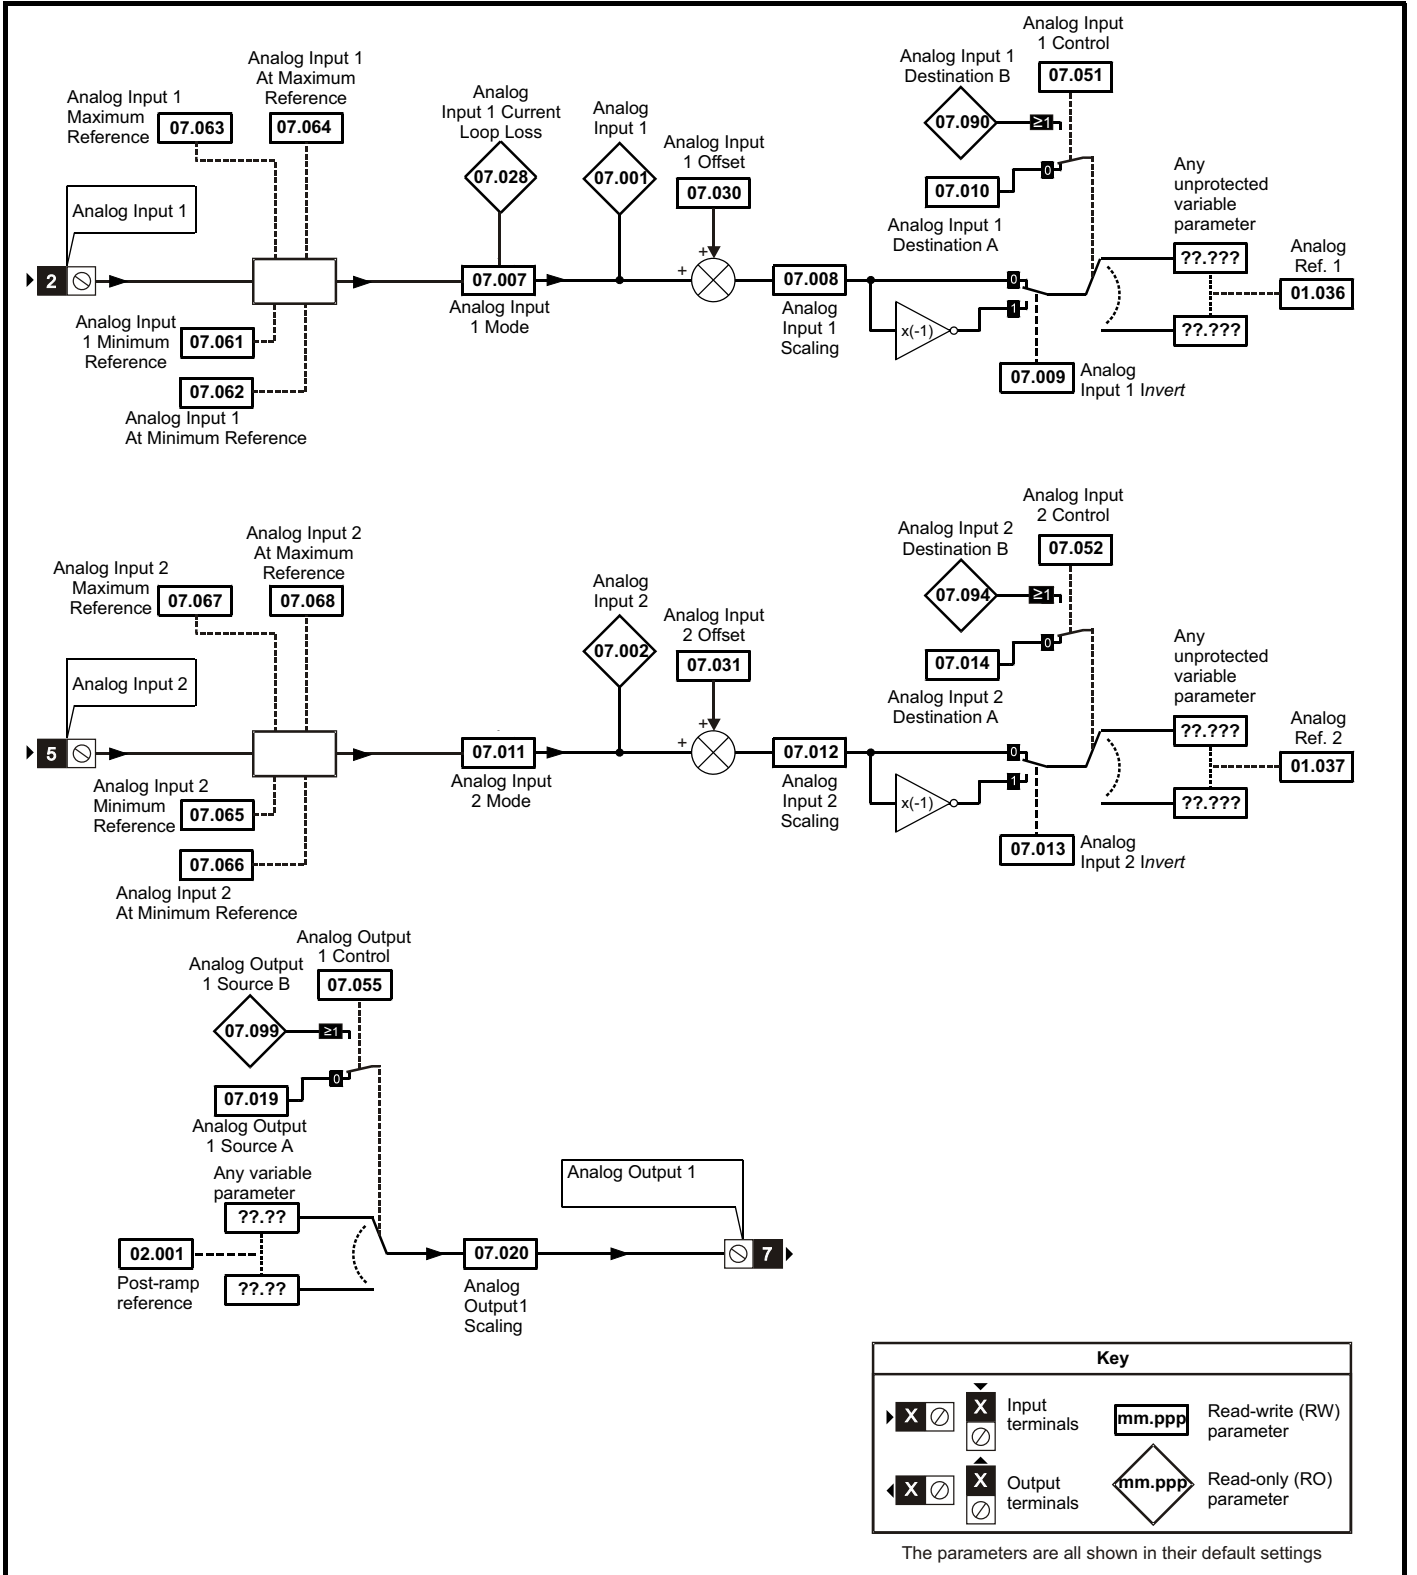 Analog Input 1
Maximum
Reference
07.063
Analog Input 1
At Maximum
Reference
07.064
Analog Input 1
2
Analog Input
1 Minimum
Reference
07.061
07.062
Analog Input 1
At Minimum Reference
Analog
Input 1 Current
Loop Loss
07.028
07.007
Analog Input
1 Mode
Analog
Input 1
07.001
Analog Input
1 Offset
07.030
+
+
07.008
Analog
Input 1
Scaling
x(-1)
Analog Input 1
Destination B
07.090
≥1
Analog Input
1 Control
07.051
07.010
0
Analog Input 1
Destination A
0
1
07.009
Analog
Input 1 Invert
Any
unprotected
variable
parameter
??.???
??.???
Analog
Ref. 1
01.036
Analog Input 2
Maximum
Reference
07.067
Analog Input 2
At Maximum
Reference
07.068
Analog Input 2
5
Analog Input 2
Minimum
Reference
07.065
07.066
Analog Input 2
At Minimum Reference
07.011
Analog Input
2 Mode
Analog
Input 2
07.002
Analog Input
2 Offset
07.031
+
+
07.012
Analog
Input 2
Scaling
x(-1)
Analog Input 2
Destination B
07.094
≥1
Analog Input
2 Control
07.052
07.014
0
Analog Input 2
Destination A
0
1
07.013
Analog
Input 2 Invert
Any
unprotected
variable
parameter
??.???
??.???
Analog
Ref. 2
01.037
Analog Output
1 Source B
07.099
≥1
Analog Output
1 Control
07.055
07.019
0
Analog Output
1 Source A
Any variable
parameter
??.??
??.??
02.001
Post-ramp
reference
07.020
Analog
Output1
Scaling
Analog Output 1
7
Key
X
X
Input
terminals
mm.ppp
Read-write (RW)
parameter
X
X
Output
terminals
mm.ppp
Read-only (RO)
parameter
The parameters are all shown in their default settings